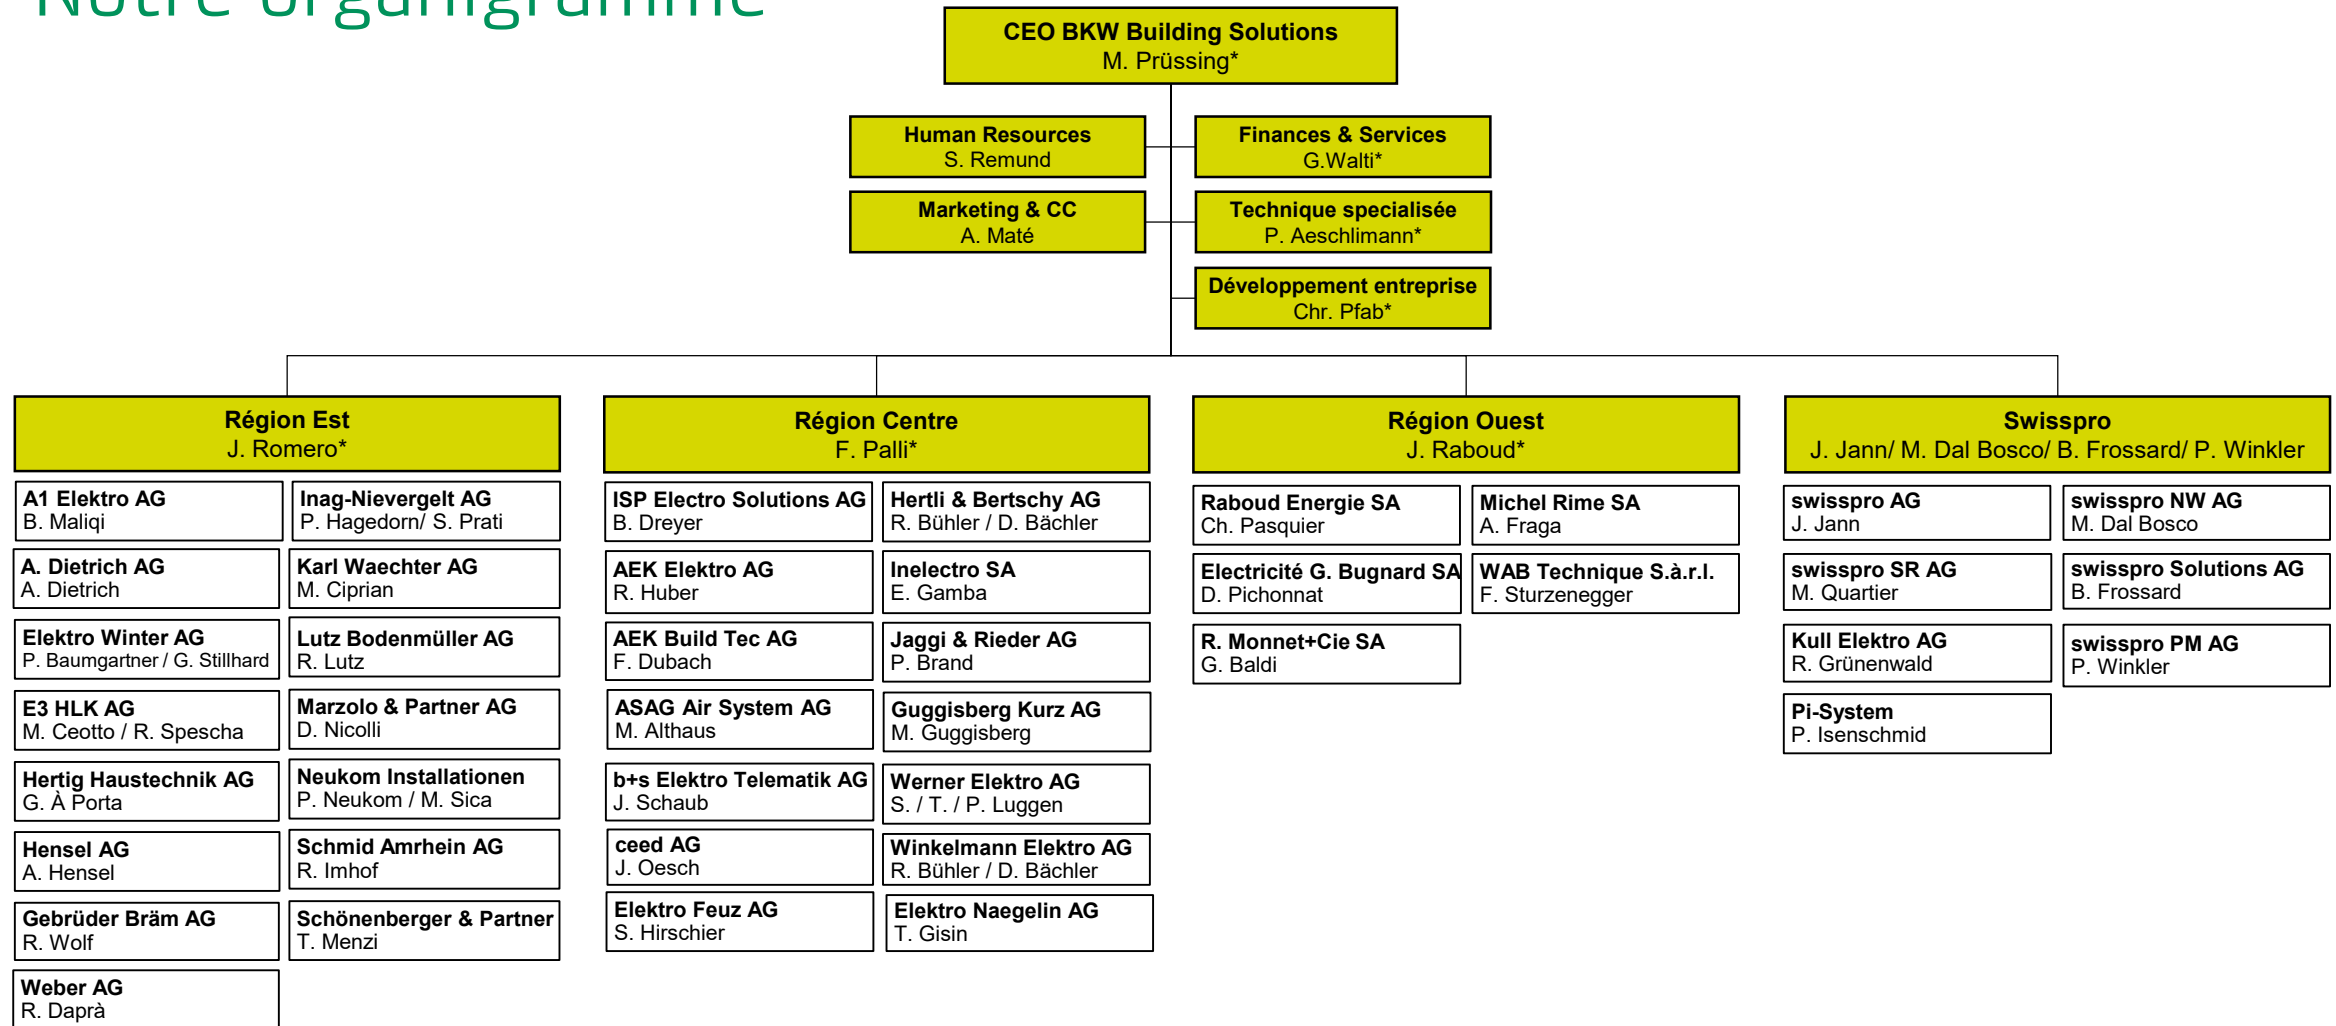 Notre organigramme
CEO BKW Building Solutions
M. Prüssing*
Human Resources
S. Remund
Finances & Services
G.Walti*
Marketing & CC
A. Maté
Technique specialisée
P. Aeschlimann*
Développement entreprise
Chr. Pfab*
Région Est
J. Romero*
A1 Elektro AG
B. Maliqi
A. Dietrich AG
A. Dietrich
Elektro Winter AG
P. Baumgartner / G. Stillhard
E3 HLK AG
M. Ceotto / R. Spescha
Hertig Haustechnik AG
G. À Porta
Hensel AG
A. Hensel
Gebrüder Bräm AG
R. Wolf
Weber AG
R. Daprà
Inag-Nievergelt AG
P. Hagedorn/ S. Prati
Karl Waechter AG
M. Ciprian
Lutz Bodenmüller AG
R. Lutz
Marzolo & Partner AG
D. Nicolli
Neukom Installationen
P. Neukom / M. Sica
Schmid Amrhein AG
R. Imhof
Schönenberger & Partner
T. Menzi
Région Centre
F. Palli*
ISP Electro Solutions AG
B. Dreyer
AEK Elektro AG
R. Huber
AEK Build Tec AG
F. Dubach
ASAG Air System AG
M. Althaus
b+s Elektro Telematik AG
J. Schaub
ceed AG
J. Oesch
Elektro Feuz AG
S. Hirschier
Hertli & Bertschy AG
R. Bühler / D. Bächler
Inelectro SA
E. Gamba
Jaggi & Rieder AG
P. Brand
Guggisberg Kurz AG
M. Guggisberg
Werner Elektro AG
S. / T. / P. Luggen
Winkelmann Elektro AG
R. Bühler / D. Bächler
Elektro Naegelin AG
T. Gisin
Région Ouest
J. Raboud*
Raboud Energie SA
Ch. Pasquier
Electricité G. Bugnard SA
D. Pichonnat
R. Monnet+Cie SA
G. Baldi
Michel Rime SA
A. Fraga
WAB Technique S.à.r.l.
F. Sturzenegger
Swisspro
J. Jann/ M. Dal Bosco/ B. Frossard/ P. Winkler
swisspro AG
J. Jann
swisspro SR AG
M. Quartier
Kull Elektro AG
R. Grünenwald
Pi-System
P. Isenschmid
swisspro NW AG
M. Dal Bosco
swisspro Solutions AG
B. Frossard
swisspro PM AG
P. Winkler